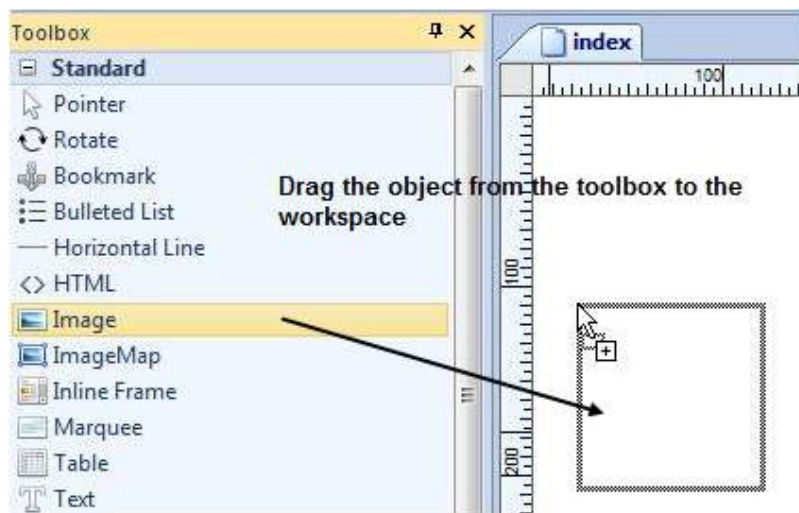 Toolbox
index
Standard
100
Pointer
Rotate
Bookmark
Drag the object from the toolbox to the
workspace
Bulleted List
Horizontal Line
HTML
100
Image
ImageMap
Inline Frame
Marquee
Table
200
Text